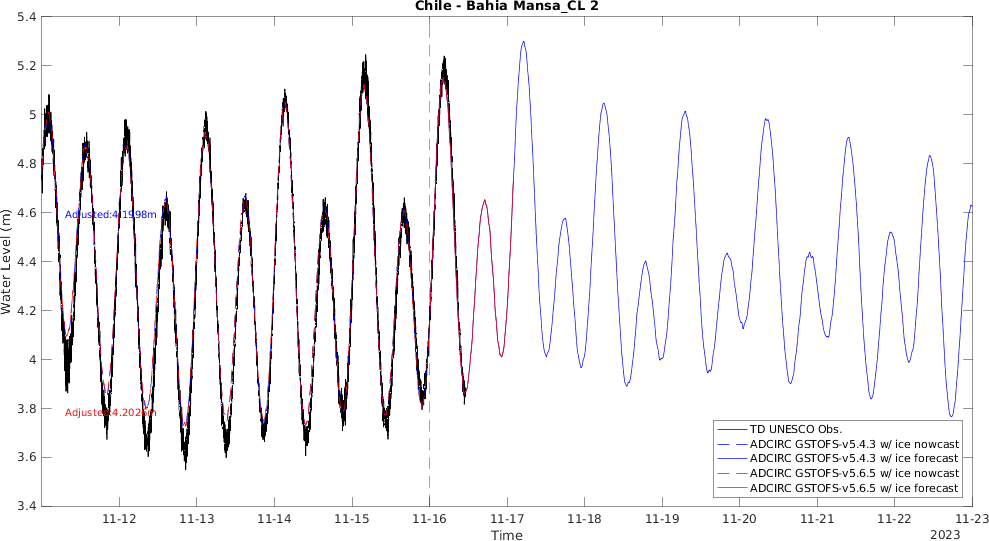 Chile - Bahia Mansa_CL 2
5.4
5.2
5
4.8
4.6
4.4
4.2
4
3.8
3.6
3.4
Water Level (m)
Adjusted:4.1998m
Adjusted:4.2025m
TD UNESCO Obs.
ADCIRC GSTOFS-v5.4.3 w/ ice nowcast
ADCIRC GSTOFS-v5.4.3 w/ ice forecast
ADCIRC GSTOFS-v5.6.5 w/ ice nowcast
ADCIRC GSTOFS-v5.6.5 w/ ice forecast
11-12 11-13 11-14 11-15 11-16 11-17 11-18 11-19 11-20 11-21 11-22 11-23
Time
2023